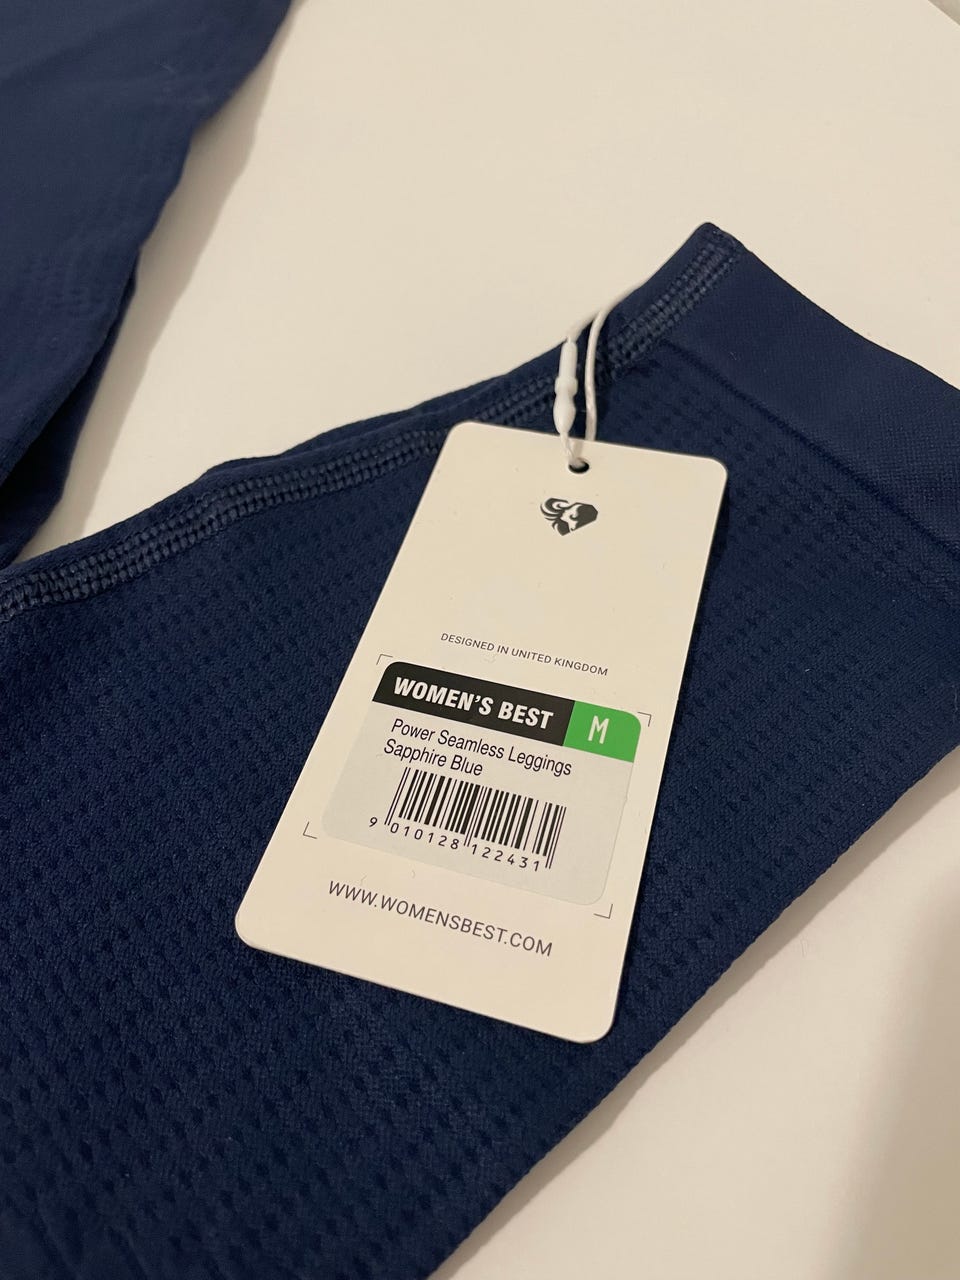 DESIGNED IN UNITED KINGDOM
WOMEN'S BEST M
Power Seamless Leggings
Sapphire Blue
9 010128 122431
WWW.WOMENSBEST.COM